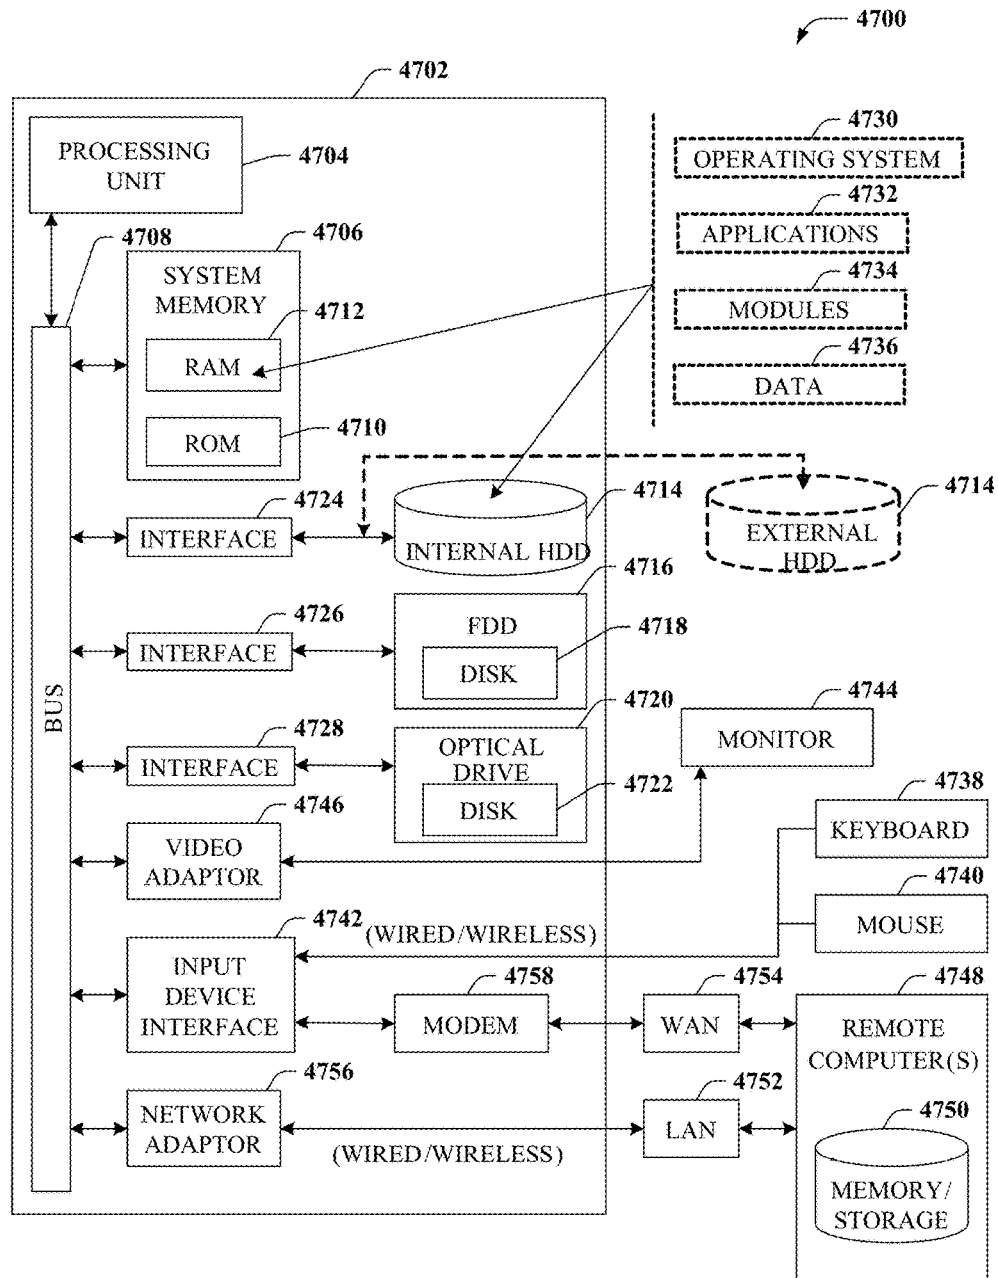 4700
4702
PROCESSING
UNIT
4704
4730
OPERATING SYSTEM
4732
APPLICATIONS
4734
MODULES
4736
DATA
4708
4706
SYSTEM
MEMORY
4712
RAM
4710
ROM
4724
INTERFACE
4714
INTERNAL HDD
4714
EXTERNAL
HDD
4726
INTERFACE
4716
FDD
4718
DISK
BUS
4728
INTERFACE
4720
OPTICAL
DRIVE
4722
DISK
4744
MONITOR
4746
VIDEO
ADAPTOR
4738
KEYBOARD
4740
MOUSE
4742
(WIRED/WIRELESS)
INPUT
DEVICE
INTERFACE
4758
MODEM
4754
WAN
4748
REMOTE
COMPUTER(S)
4756
NETWORK
ADAPTOR
(WIRED/WIRELESS)
4752
LAN
4750
MEMORY/
STORAGE